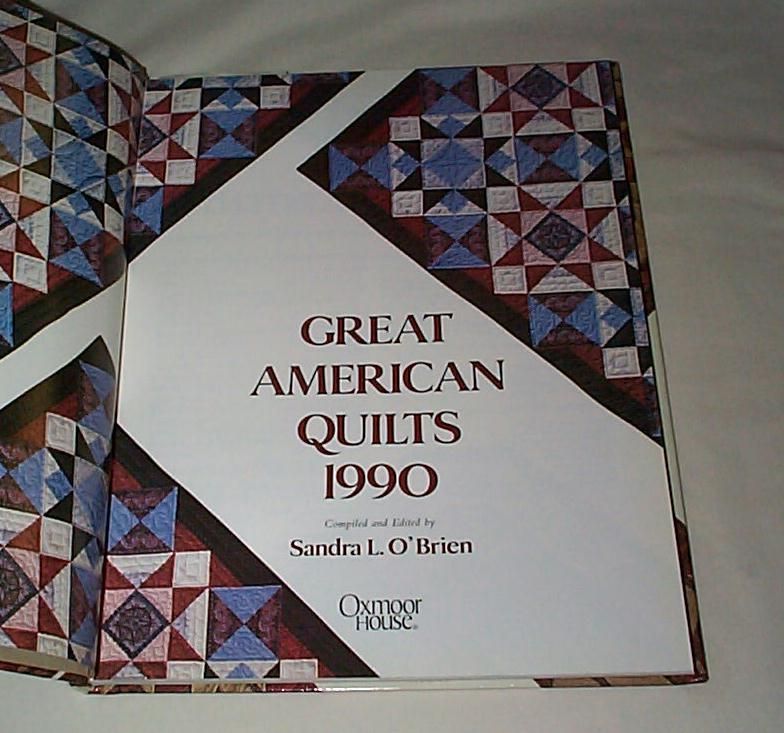 GREAT
AMERICAN
QUILTS
1990
Compiled and Edited by
Sandra L. O'Brien
Oxmoor
House®